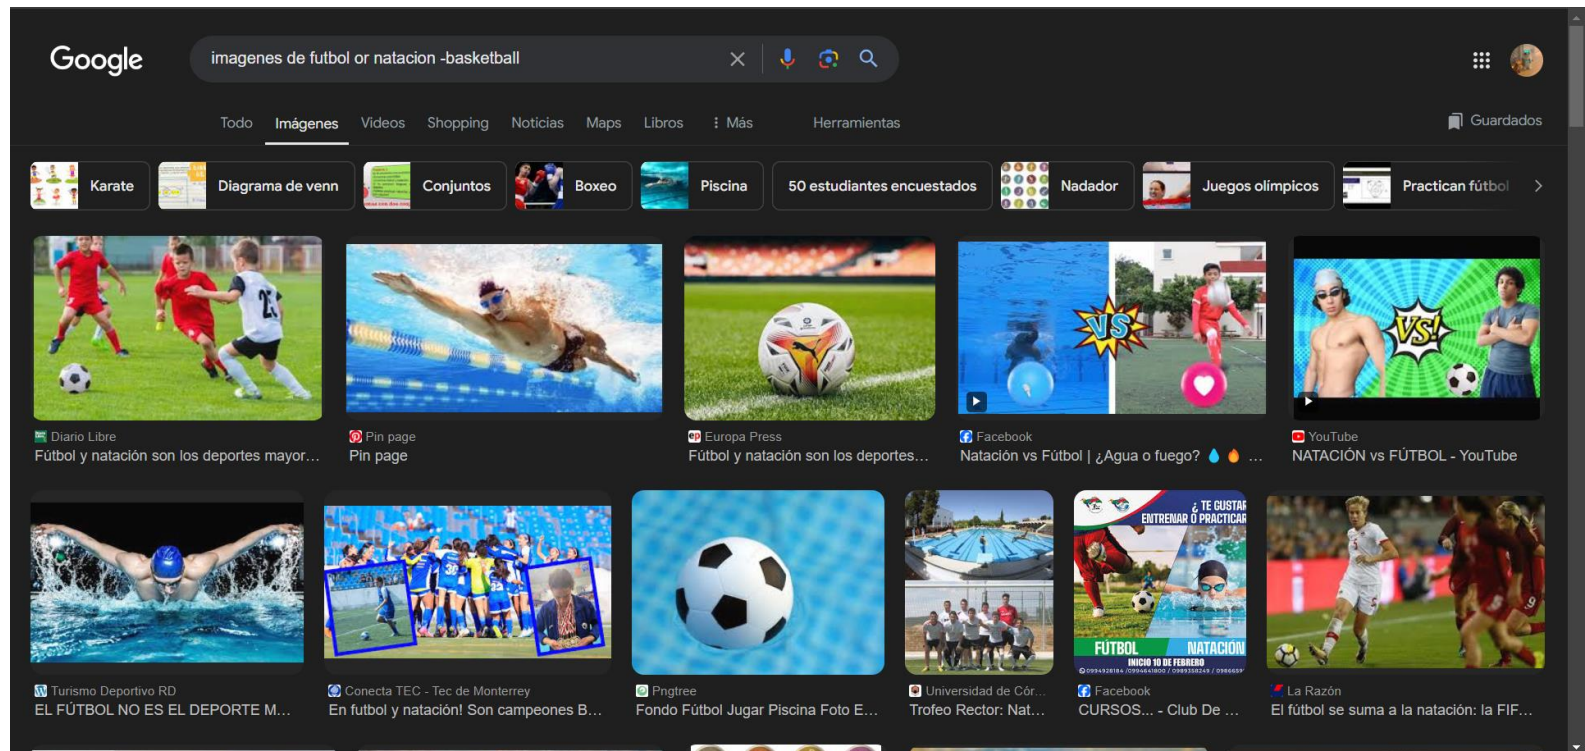 Google
imagenes de futbol or natacion -basketball
Todo Imágenes Videos Shopping Noticias Maps Libros Más Herramientas
Guardados
Karate Diagrama de venn Conjuntos Boxeo Piscina 50 estudiantes encuestados Nadador Juegos olímpicos Practican fútbol
23
VS
VS!
Diario Libre
Fútbol y natación son los deportes mayor...
Pin page
Pin page
ep Europa Press
Fútbol y natación son los deportes...
Facebook
Natación vs Fútbol | ¿Agua o fuego? 💧 🔥 ...
YouTube
NATACIÓN vs FÚTBOL - YouTube
¿TE GUSTAR
ENTRENAR O PRACTICAR
FÚTBOL NATACIÓN
INICIO 10 DE FEBRERO
Turismo Deportivo RD
EL FÚTBOL NO ES EL DEPORTE M...
Conecta TEC - Tec de Monterrey
En futbol y natación! Son campeones B...
Pngtree
Fondo Fútbol Jugar Piscina Foto E...
Universidad de Cór...
Trofeo Rector: Nat...
Facebook
CURSOS... - Club De ...
La Razón
El fútbol se suma a la natación: la FIF...